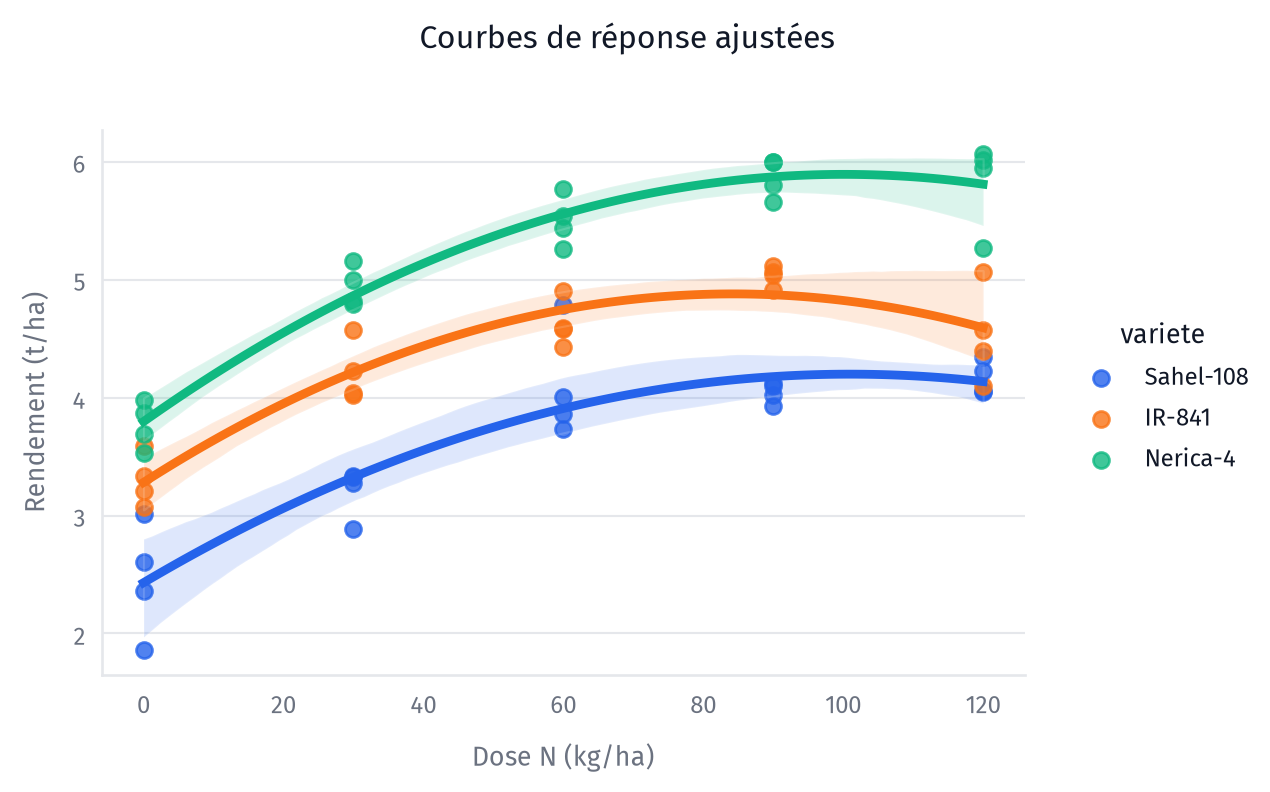 Courbes de réponse ajustées
Rendement (t/ha)
6
5
4
3
2
0 20 40 60 80 100 120
Dose N (kg/ha)
variete
Sahel-108
IR-841
Nerica-4